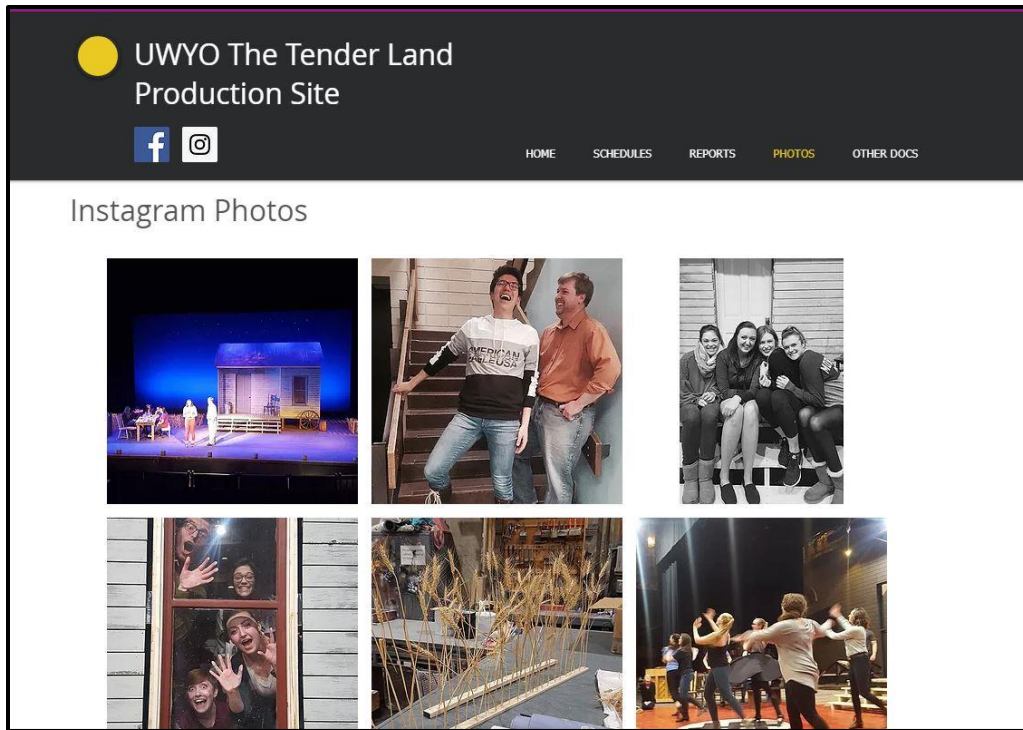 UWYO The Tender Land
Production Site
HOME SCHEDULES REPORTS PHOTOS OTHER DOCS
Instagram Photos
AMERICAN